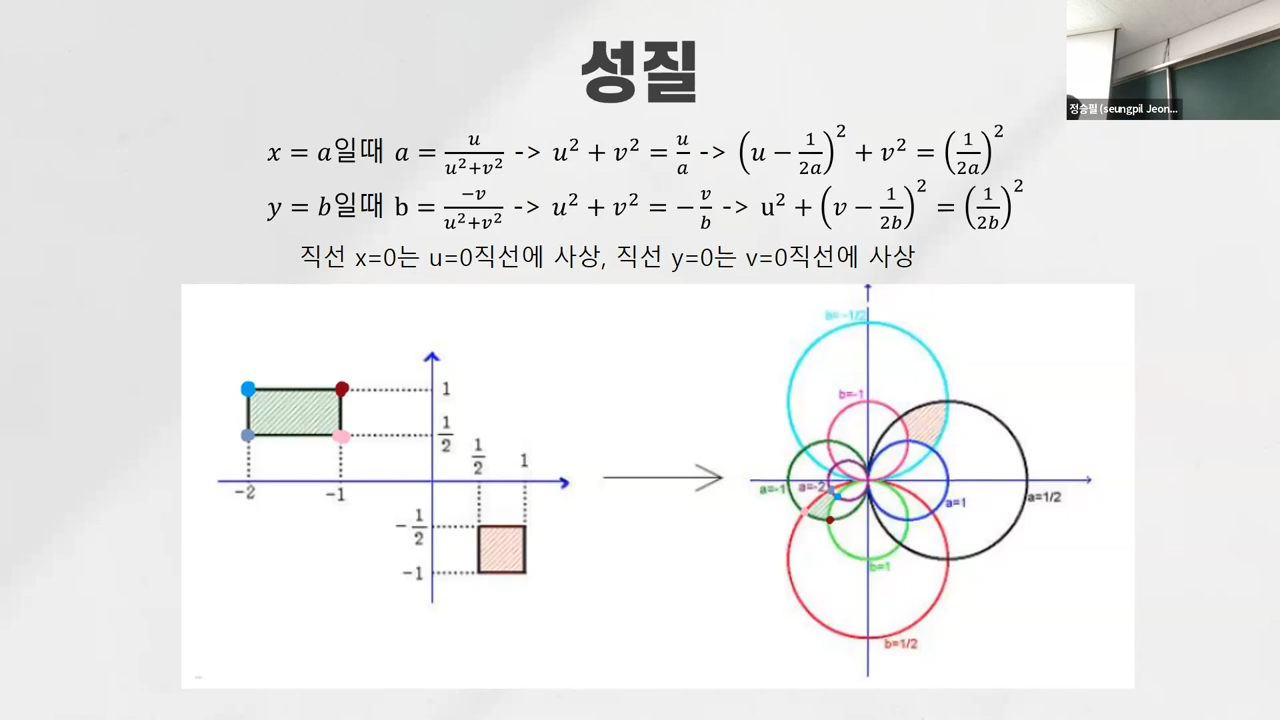 성질
정승필 (seungpil Jeon...
x = a일때 a = u/(u²+v²) -> u² + v² = u/a -> (u − 1/2a)² + v² = (1/2a)²
y = b일때 b = −v/(u²+v²) -> u² + v² = −v/b -> u² + (v − 1/2b)² = (1/2b)²
직선 x=0는 u=0직선에 사상, 직선 y=0는 v=0직선에 사상
1
1/2
1/2
1
−2
−1
−1/2
−1
b=-1/2
b=-1
a=-1
a=-2
a=1
a=1/2
b=1
b=1/2